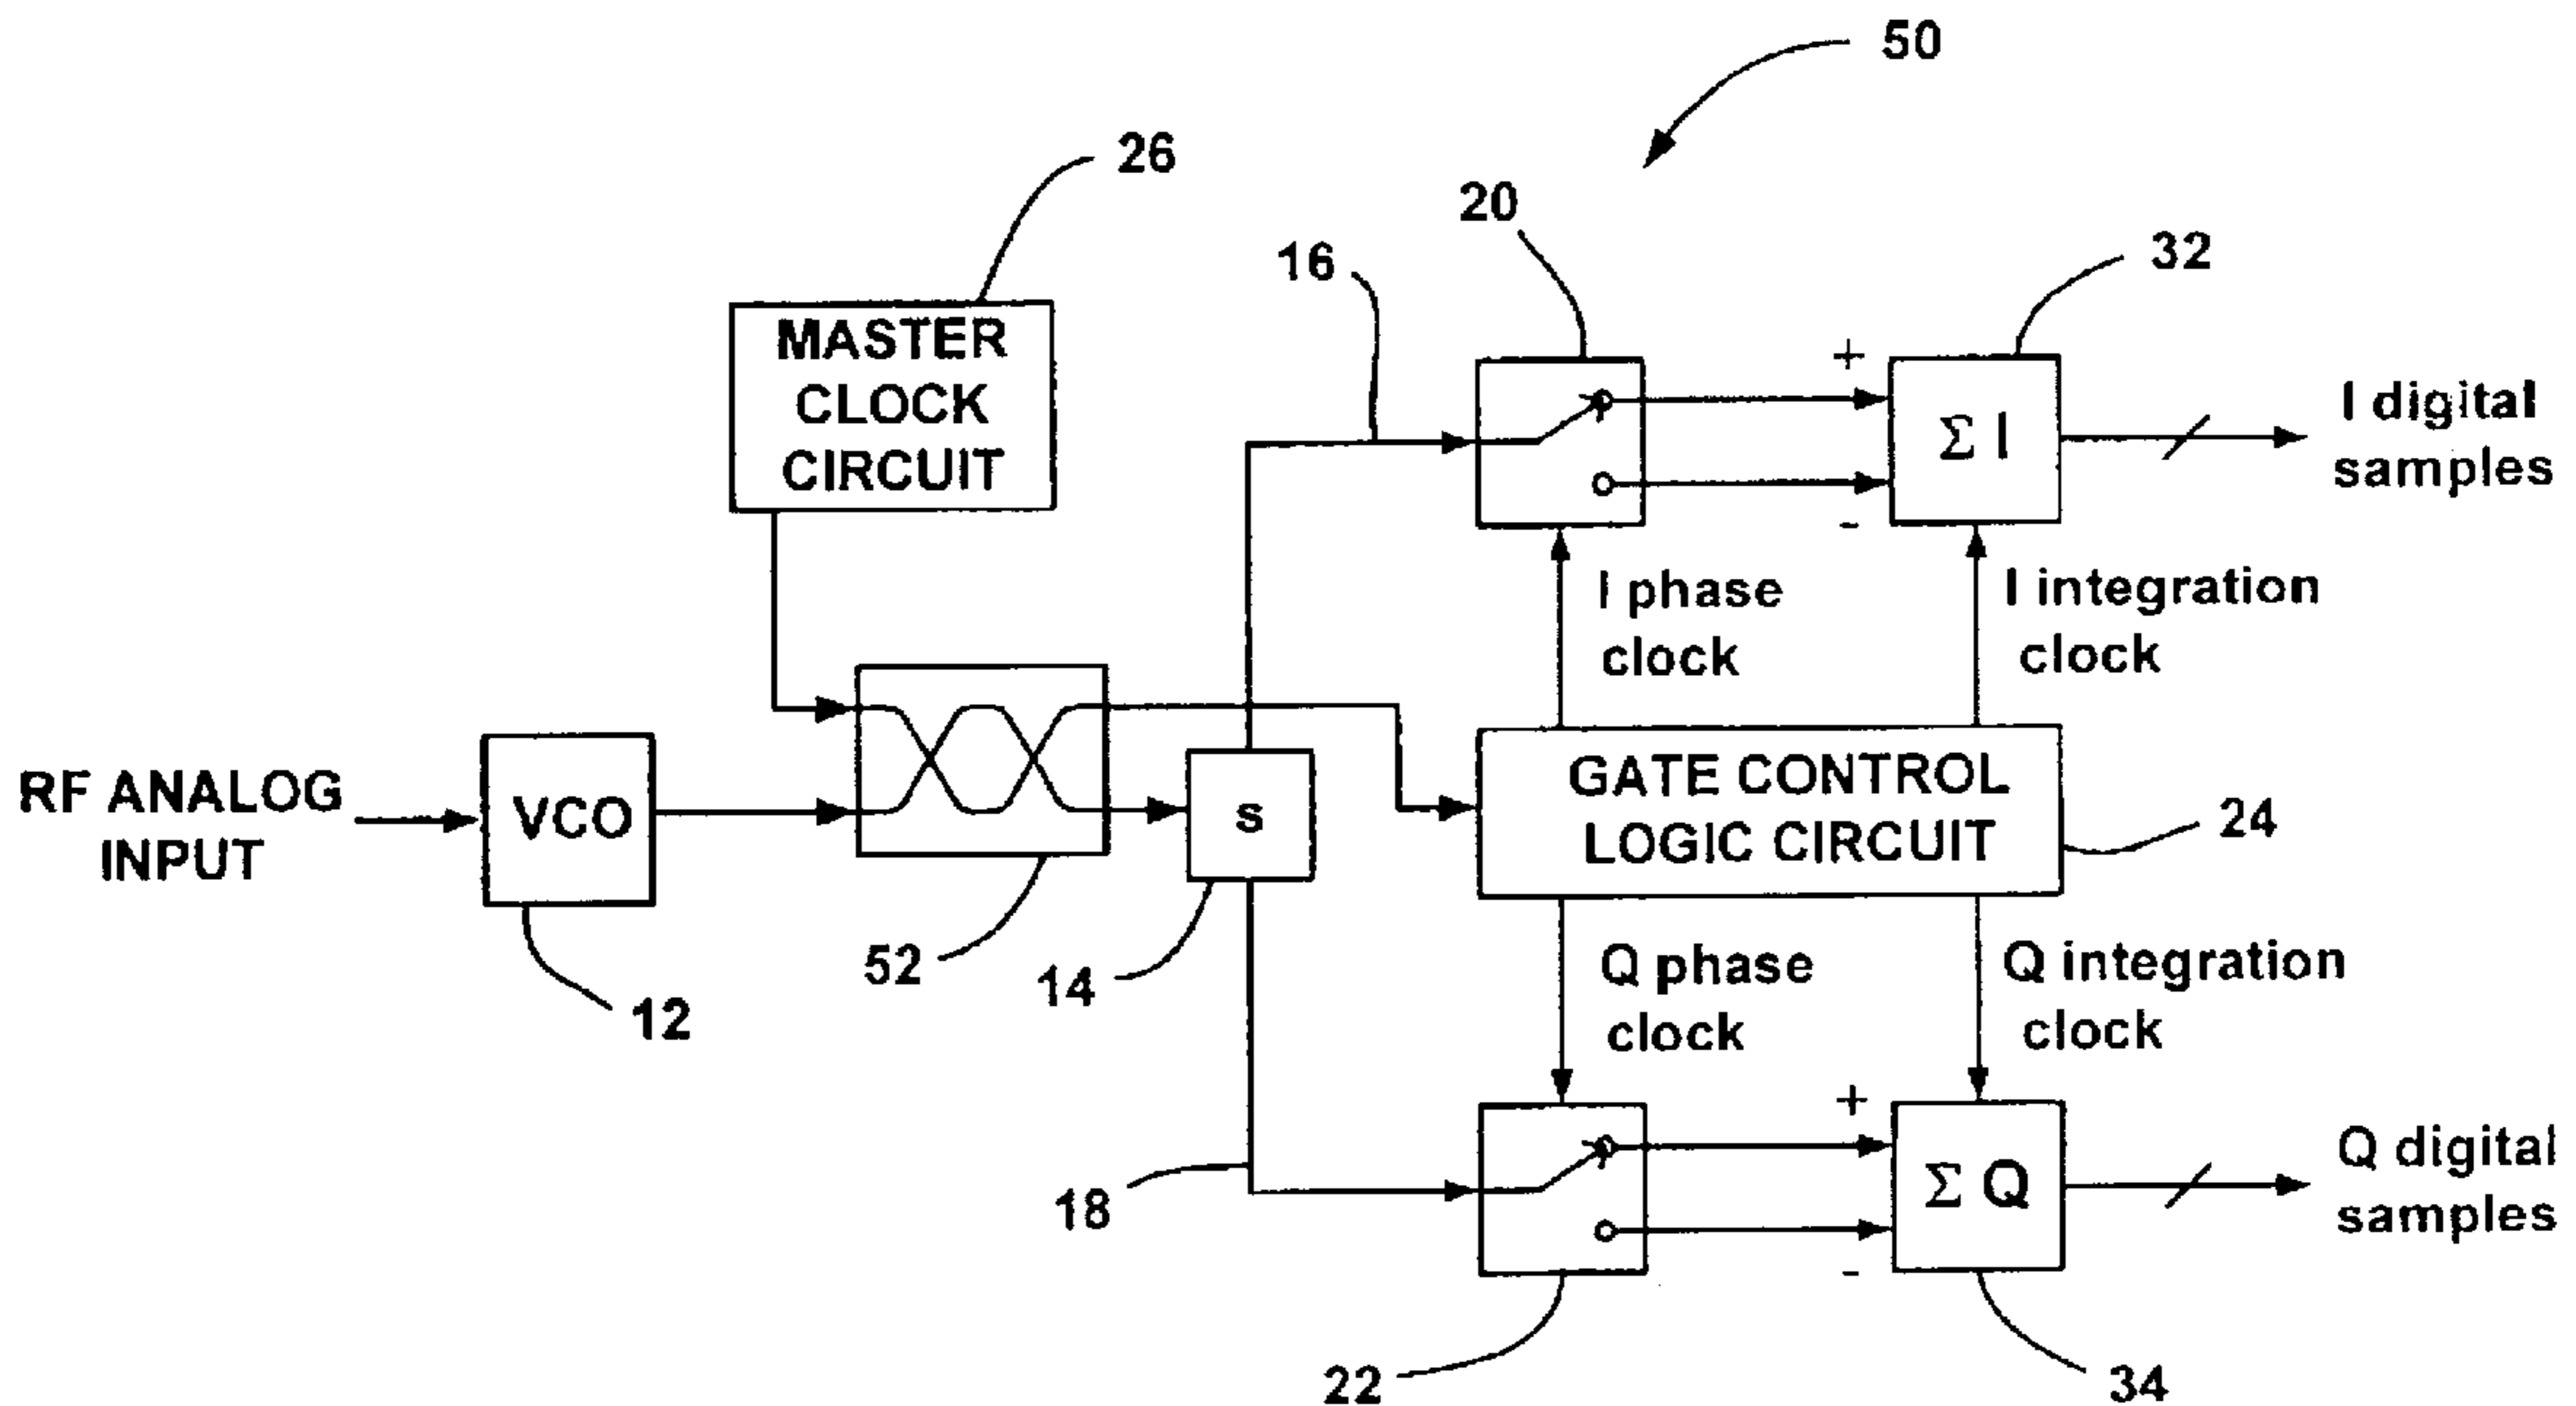 50
26
20
16
32
MASTER
CLOCK
CIRCUIT
+
-
Σ I
I digital
samples
I phase
clock
I integration
clock
RF ANALOG
INPUT
VCO
S
GATE CONTROL
LOGIC CIRCUIT
24
52
14
12
Q phase
clock
Q integration
clock
18
+
-
Σ Q
Q digital
samples
22
34